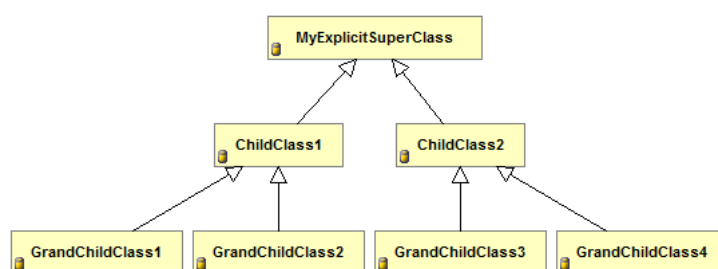 MyExplicitSuperClass
ChildClass1
ChildClass2
GrandChildClass1
GrandChildClass2
GrandChildClass3
GrandChildClass4